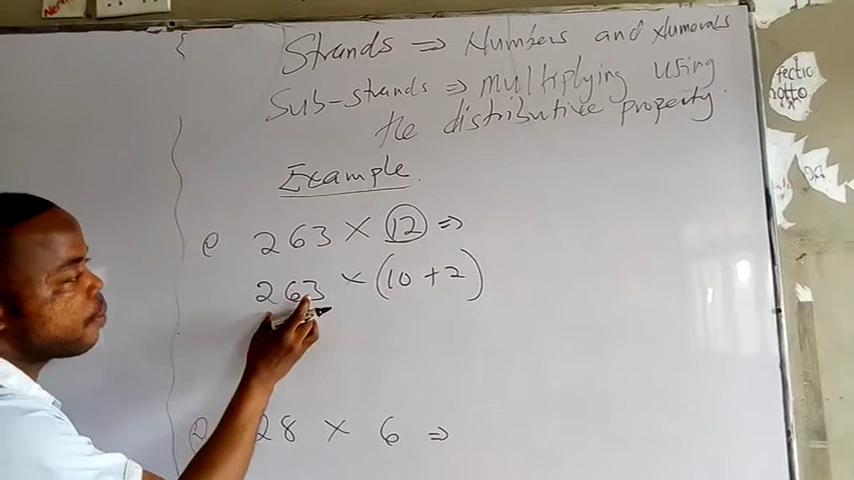 Strands ⇒ Numbers and Numerals
Sub-strands ⇒ multiplying using
the distributive property.
Example.
263 × 12 ⇒
263 × (10 + 2)
28 × 6 ⇒